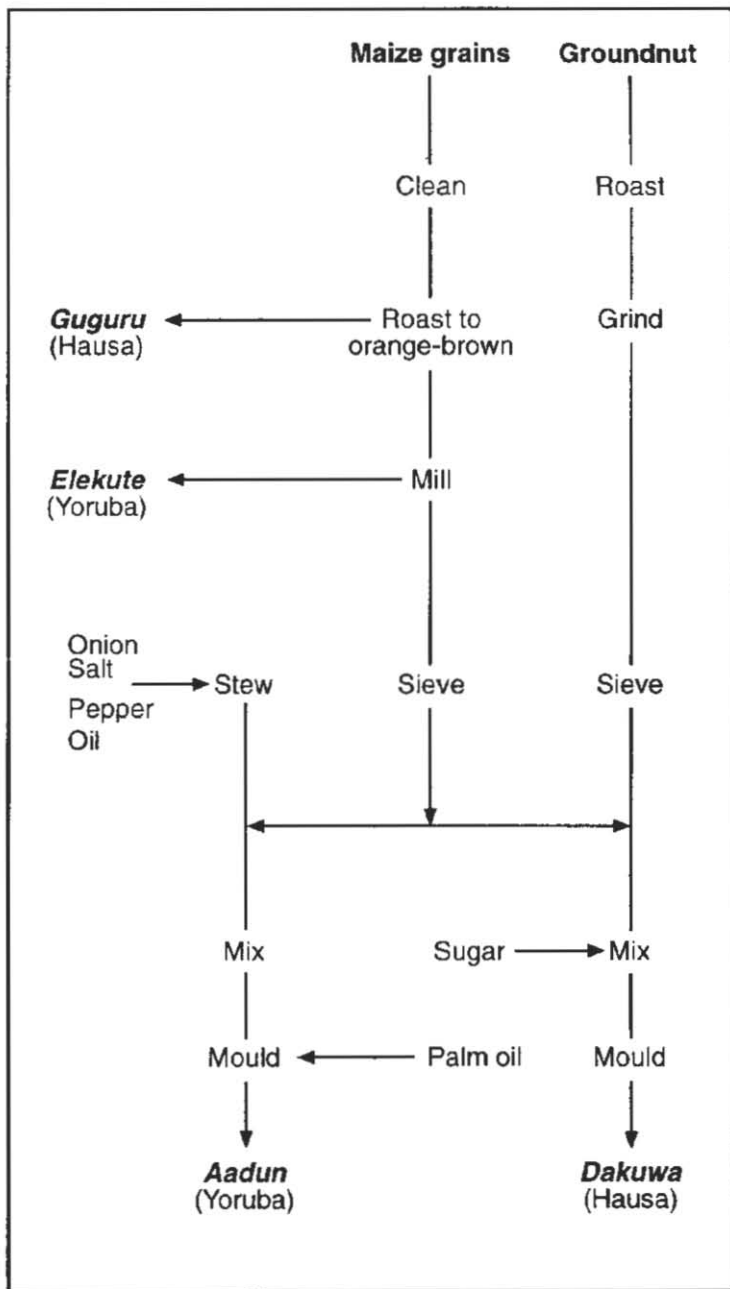 Maize grains Groundnut
Clean Roast
Guguru Roast to Grind
(Hausa) orange-brown
Elekute Mill
(Yoruba)
Onion
Salt
Stew Sieve Sieve
Pepper
Oil
Mix Sugar Mix
Mould Palm oil Mould
Aadun Dakuwa
(Yoruba) (Hausa)